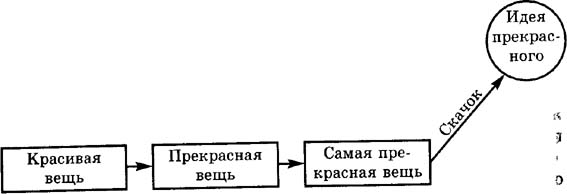 Идея
прекрас-
ного
Скачок
Красивая
вещь
Прекрасная
вещь
Самая пре-
красная вещь